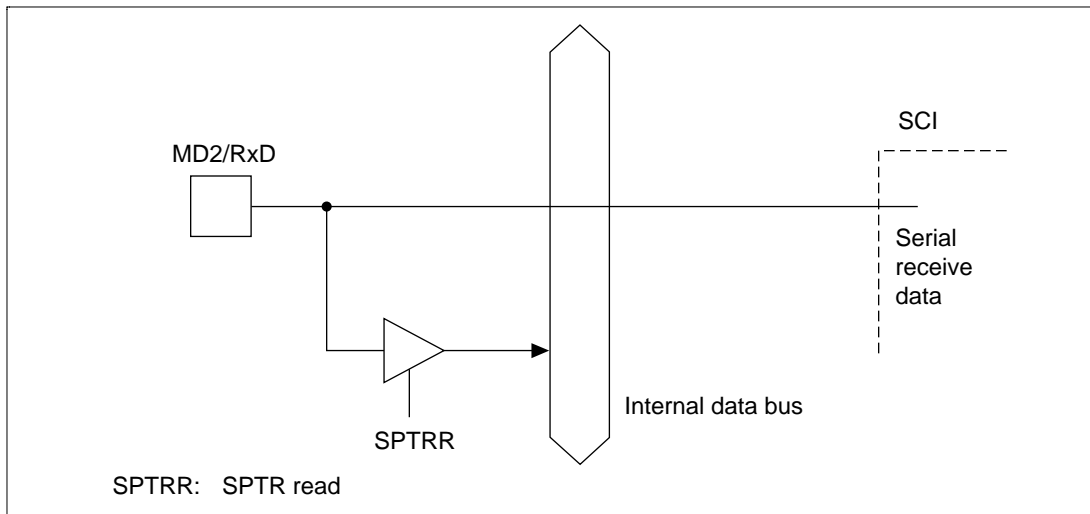 SCI
MD2/RxD
Serial
receive
data
Internal data bus
SPTRR
SPTRR: SPTR read